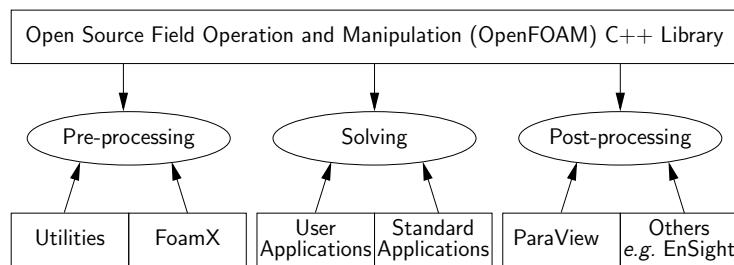 Open Source Field Operation and Manipulation (OpenFOAM) C++ Library
Pre-processing
Solving
Post-processing
Utilities
FoamX
User
Applications
Standard
Applications
ParaView
Others
e.g. EnSight